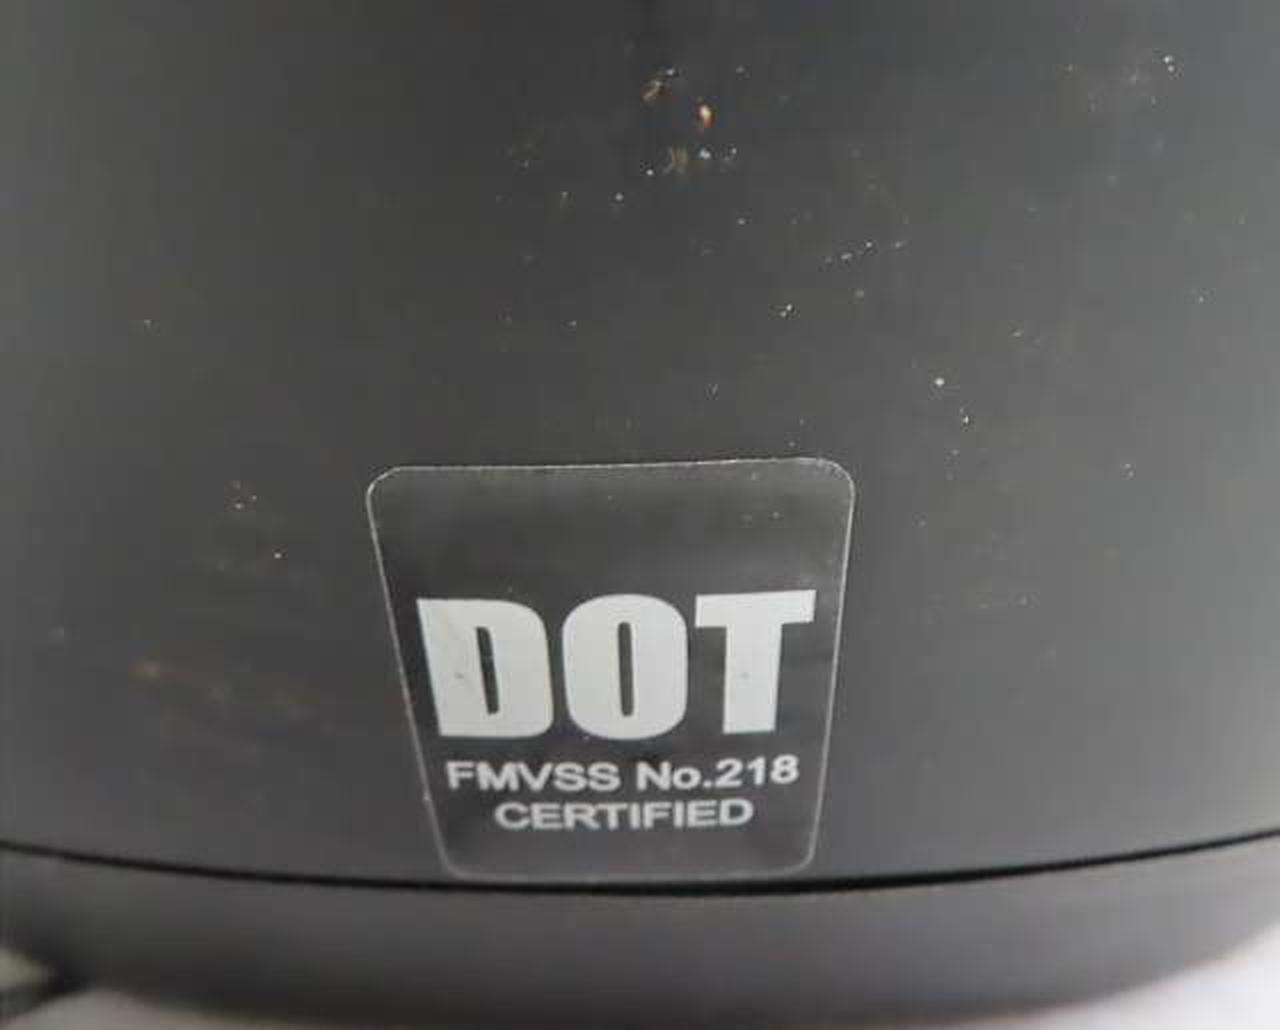 DOT
FMVSS No.218
CERTIFIED